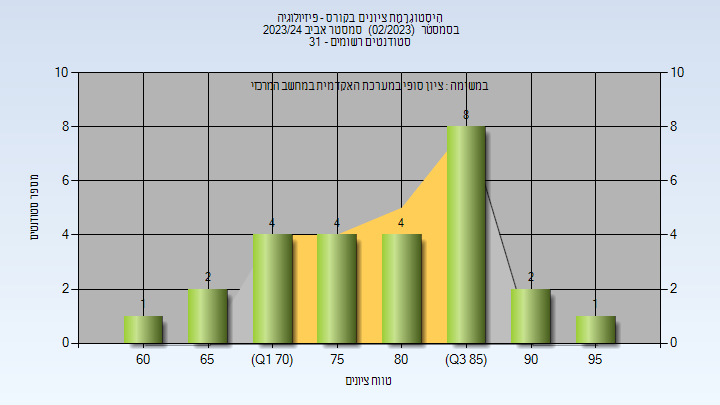 היסטוגרמת ציונים בקורס - פיזיולוגיה
בסמסטר (02/2023) סמסטר אביב 2023/24
סטודנטים רשומים - 31
במשימה : ציון סופי במערכת האקדמית במחשב המרכזי
מספר סטודנטים
10 10
8 8
6 6
4 4
2 2
0 0
1 2 4 4 4 8 2 1
60 65 (Q1 70) 75 80 (Q3 85) 90 95
טווח ציונים